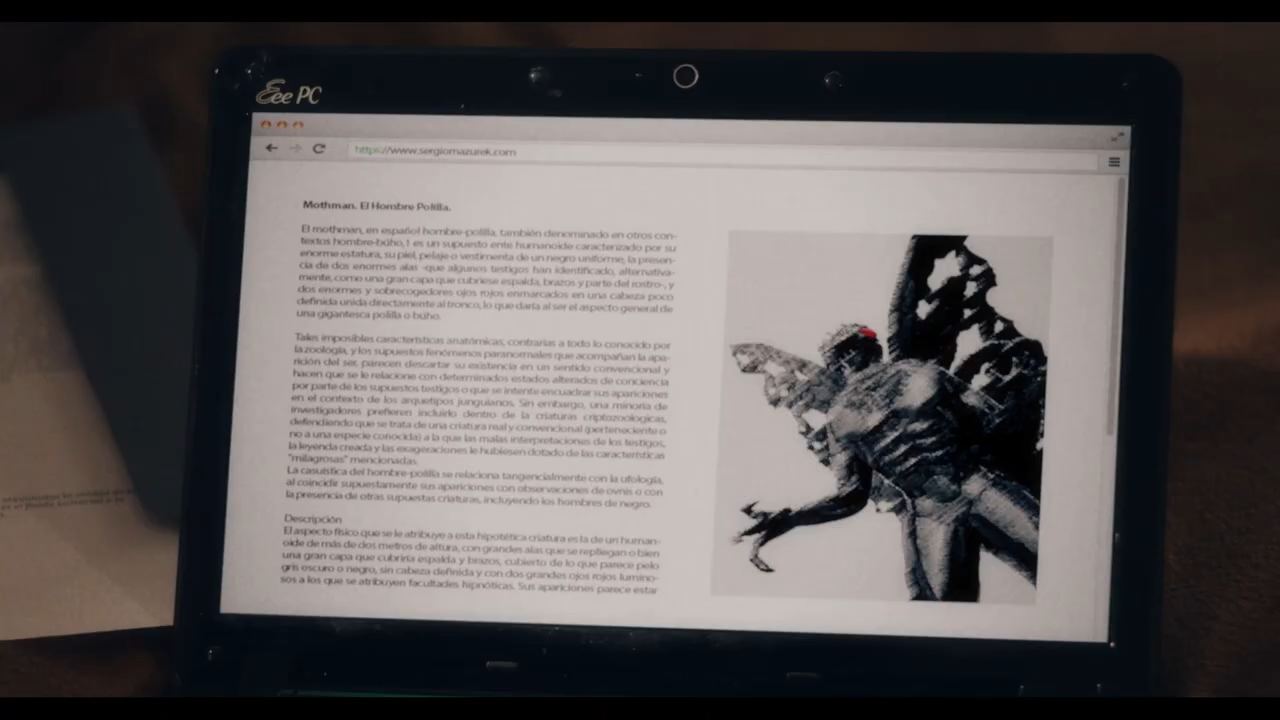 Eee PC
https://www.sergiomazurek.com
Mothman. El Hombre Polilla.
El mothman, en español hombre-polilla, también denominado en otros con-
textos hombre-búho,1 es un supuesto ente humanoide caracterizado por su
enorme estatura, su piel, pelaje o vestimenta de un negro uniforme, la presen-
cia de dos enormes alas -que algunos testigos han identificado, alternativa-
mente, como una gran capa que cubriese espalda, brazos y parte del rostro-, y
dos enormes y sobrecogedores ojos rojos enmarcados en una cabeza poco
definida unida directamente al tronco, lo que daría al ser el aspecto general de
una gigantesca polilla o búho.
Tales imposibles características anatómicas, contrarias a todo lo conocido por
la zoología, y los supuestos fenómenos paranormales que acompañan la apa-
rición del ser, parecen descartar su existencia en un sentido convencional y
hacen que se le relacione con determinados estados alterados de conciencia
por parte de los supuestos testigos o que se intente encuadrar sus apariciones
en el contexto de los arquetipos junguianos. Sin embargo, una minoría de
investigadores prefieren incluirlo dentro de la criaturas criptozoologicas,
defendiendo que se trata de una criatura real y convencional (perteneciente o
no a una especie conocida) a la que las malas interpretaciones de los testigos,
la leyenda creada y las exageraciones le hubiesen dotado de las características
"milagrosas" mencionadas.
La casuística del hombre-polilla se relaciona tangencialmente con la ufología,
al coincidir supuestamente sus apariciones con observaciones de ovnis o con
la presencia de otras supuestas criaturas, incluyendo los hombres de negro.
Descripción
El aspecto físico que se le atribuye a esta hipotética criatura es la de un human-
oide de más de dos metros de altura, con grandes alas que se repliegan o bien
una gran capa que cubriría espalda y brazos, cubierto de lo que parece pelo
gris oscuro o negro, sin cabeza definida y con dos grandes ojos rojos lumino-
sos a los que se atribuyen facultades hipnóticas. Sus apariciones parece estar